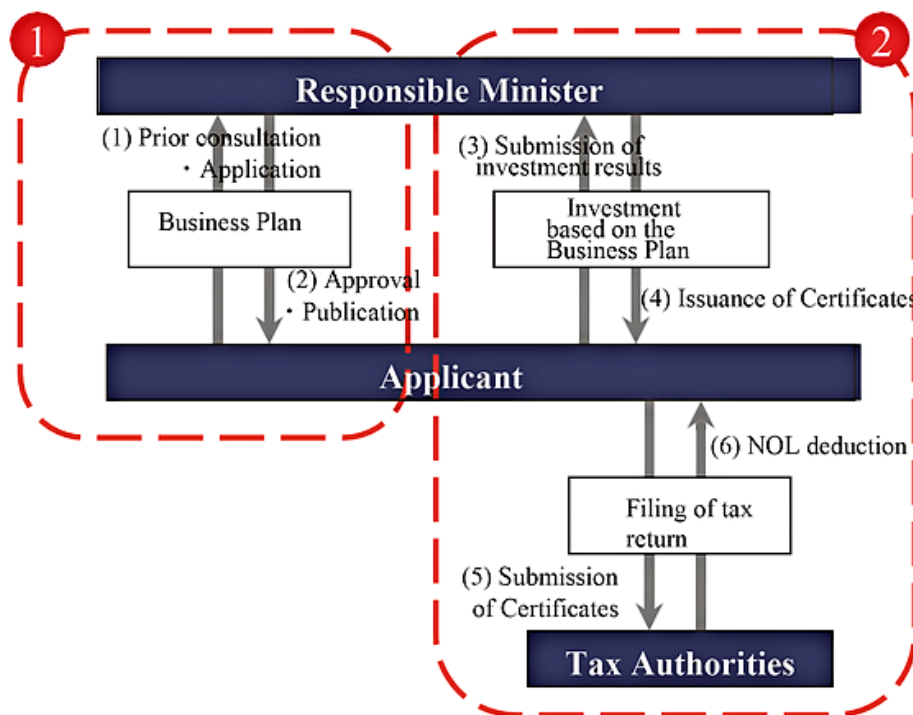 1
2
Responsible Minister
(1) Prior consultation
・Application
Business Plan
(2) Approval
・Publication
(3) Submission of
investment results
Investment
based on the
Business Plan
(4) Issuance of Certificates
Applicant
(6) NOL deduction
Filing of tax
return
(5) Submission
of Certificates
Tax Authorities